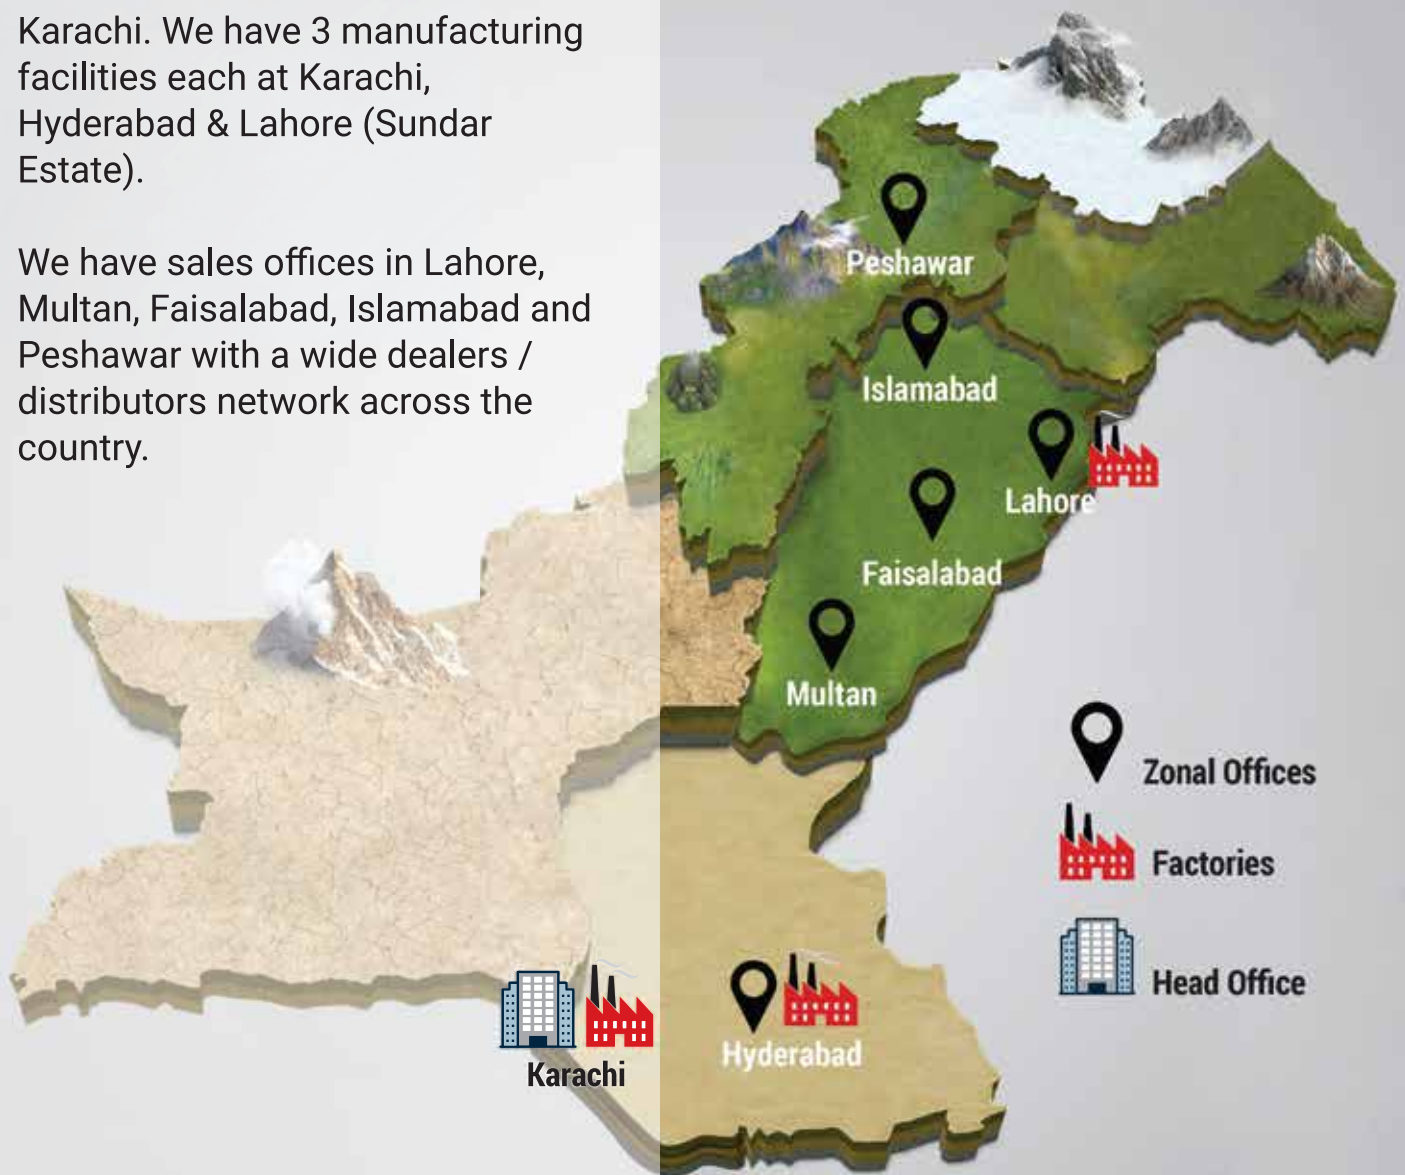 Karachi. We have 3 manufacturing
facilities each at Karachi,
Hyderabad & Lahore (Sundar
Estate).
We have sales offices in Lahore,
Multan, Faisalabad, Islamabad and
Peshawar with a wide dealers /
distributors network across the
country.
Peshawar
Islamabad
Lahore
Faisalabad
Multan
Zonal Offices
Factories
Head Office
Hyderabad
Karachi